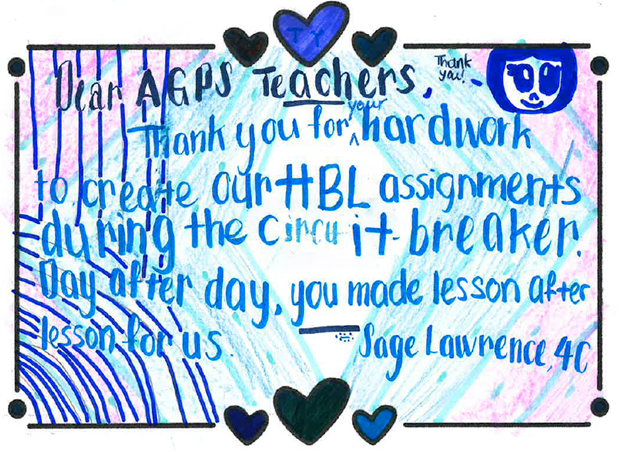 TY
Dear AGPS Teachers,
Thank
you!
Thank you for your hardwork
to create our HBL assignments
during the circuit breaker.
Day after day, you made lesson after
lesson for us.
Sage Lawrence, 4C